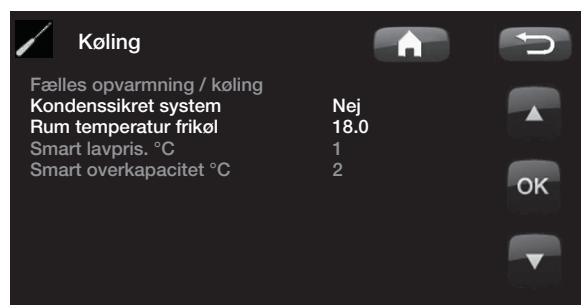 Køling
Fælles opvarmning / køling
Kondenssikret system Nej
Rum temperatur frikøl 18.0
Smart lavpris. °C 1
Smart overkapacitet °C 2
OK